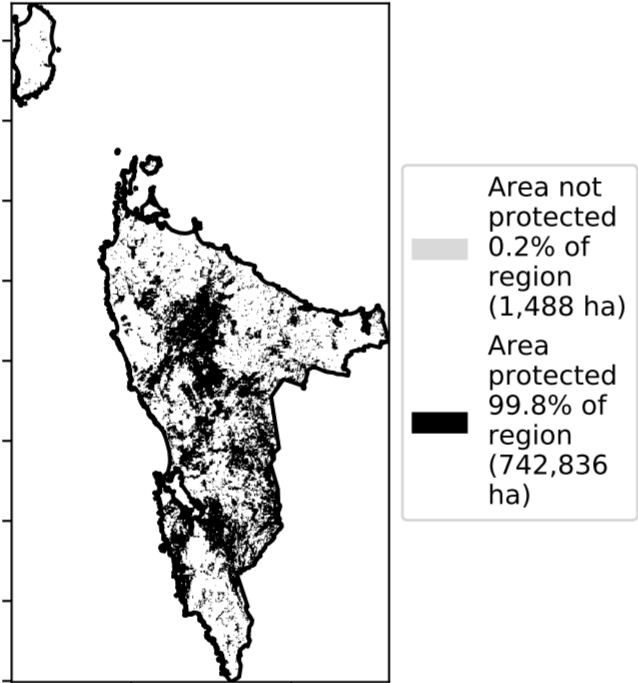 Area not
protected
0.2% of
region
(1,488 ha)
Area
protected
99.8% of
region
(742,836
ha)